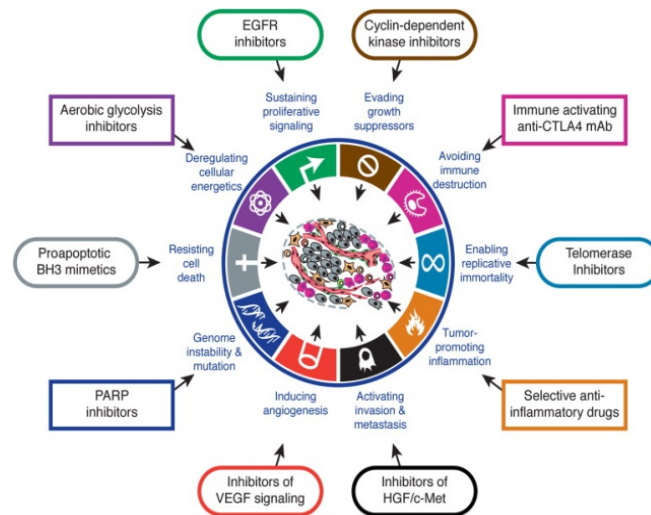 EGFR
inhibitors
Cyclin-dependent
kinase inhibitors
Sustaining
proliferative
signaling
Evading
growth
suppressors
Aerobic glycolysis
inhibitors
Immune activating
anti-CTLA4 mAb
Deregulating
cellular
energetics
Avoiding
immune
destruction
Proapoptotic
BH3 mimetics
Resisting
cell
death
Enabling
replicative
immortality
Telomerase
Inhibitors
Genome
instability &
mutation
Tumor-
promoting
inflammation
PARP
inhibitors
Inducing
angiogenesis
Activating
invasion &
metastasis
Selective anti-
inflammatory drugs
Inhibitors of
VEGF signaling
Inhibitors of
HGF/c-Met